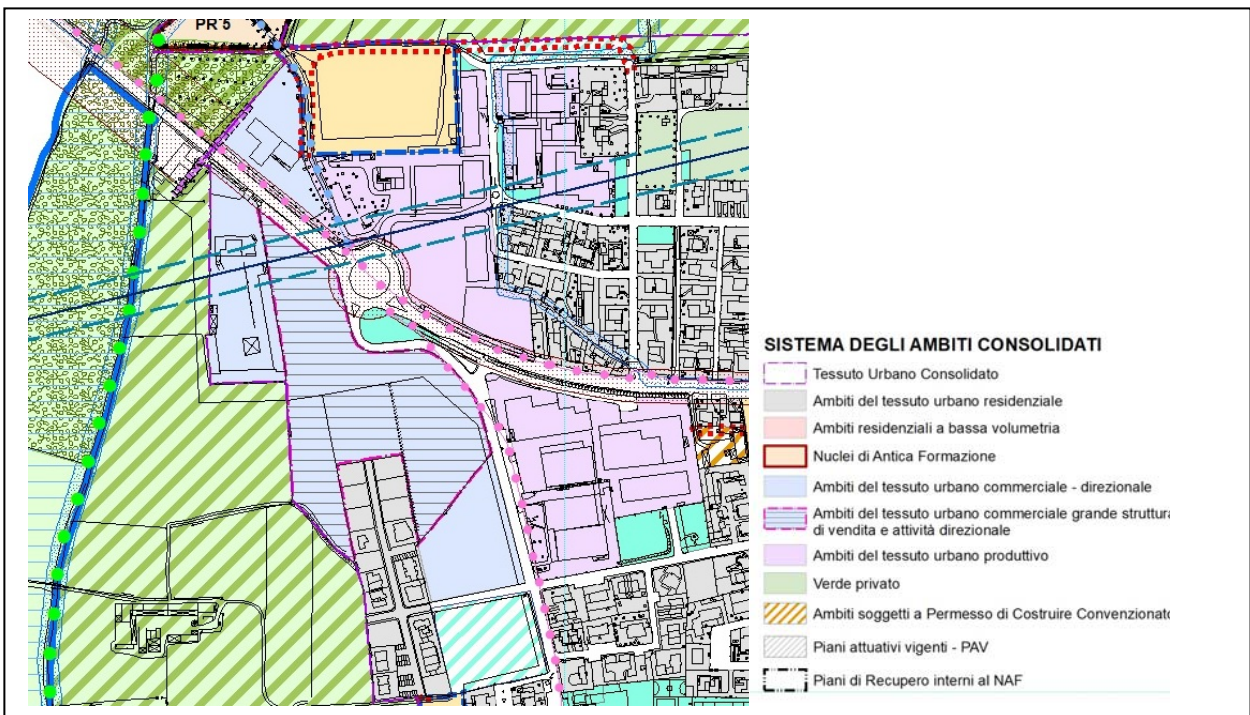 PR 5
SISTEMA DEGLI AMBITI CONSOLIDATI
Tessuto Urbano Consolidato
Ambiti del tessuto urbano residenziale
Ambiti residenziali a bassa volumetria
Nuclei di Antica Formazione
Ambiti del tessuto urbano commerciale - direzionale
Ambiti del tessuto urbano commerciale grande struttura
di vendita e attività direzionale
Ambiti del tessuto urbano produttivo
Verde privato
Ambiti soggetti a Permesso di Costruire Convenzionato
Piani attuativi vigenti - PAV
Piani di Recupero interni al NAF